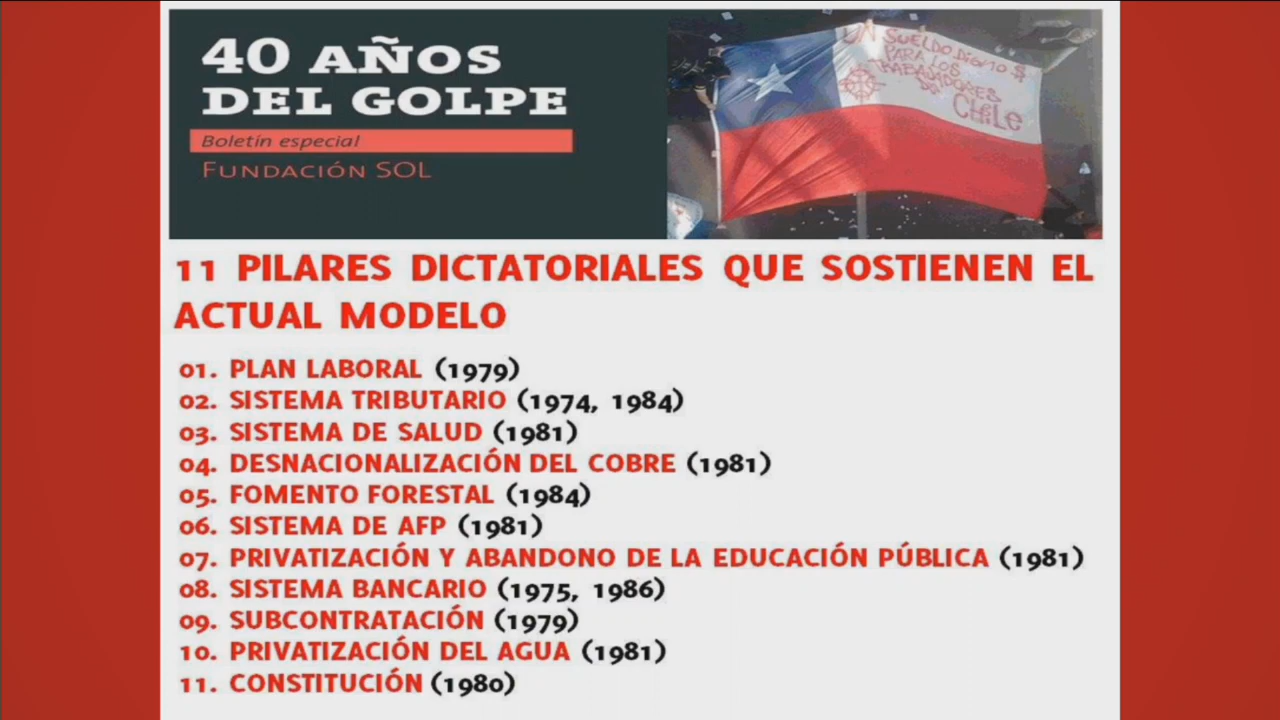 40 AÑOS
DEL GOLPE
Boletín especial
FUNDACIÓN SOL
UN SUELDO Digno $
PARA LOS
TRABAJADORES
DE
CHiLe
11 PILARES DICTATORIALES QUE SOSTIENEN EL
ACTUAL MODELO
01. PLAN LABORAL (1979)
02. SISTEMA TRIBUTARIO (1974, 1984)
03. SISTEMA DE SALUD (1981)
04. DESNACIONALIZACIÓN DEL COBRE (1981)
05. FOMENTO FORESTAL (1984)
06. SISTEMA DE AFP (1981)
07. PRIVATIZACIÓN Y ABANDONO DE LA EDUCACIÓN PÚBLICA (1981)
08. SISTEMA BANCARIO (1975, 1986)
09. SUBCONTRATACIÓN (1979)
10. PRIVATIZACIÓN DEL AGUA (1981)
11. CONSTITUCIÓN (1980)